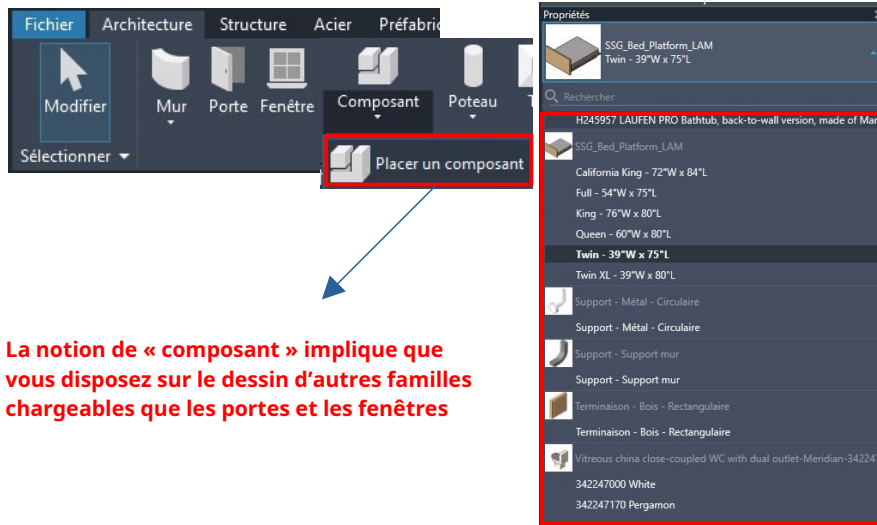 Fichier Architecture Structure Acier Préfabri
Modifier Mur Porte Fenêtre Composant Poteau
Sélectionner
Placer un composant
La notion de « composant » implique que
vous disposez sur le dessin d’autres familles
chargeables que les portes et les fenêtres
Propriétés
SSG_Bed_Platform_LAM
Twin - 39"W x 75"L
Rechercher
H245957 LAUFEN PRO Bathtub, back-to-wall version, made of Mar
SSG_Bed_Platform_LAM
California King - 72"W x 84"L
Full - 54"W x 75"L
King - 76"W x 80"L
Queen - 60"W x 80"L
Twin - 39"W x 75"L
Twin XL - 39"W x 80"L
Support - Métal - Circulaire
Support - Métal - Circulaire
Support - Support mur
Support - Support mur
Terminaison - Bois - Rectangulaire
Terminaison - Bois - Rectangulaire
Vitreous china close-coupled WC with dual outlet-Meridian-34224
342247000 White
342247170 Pergamon